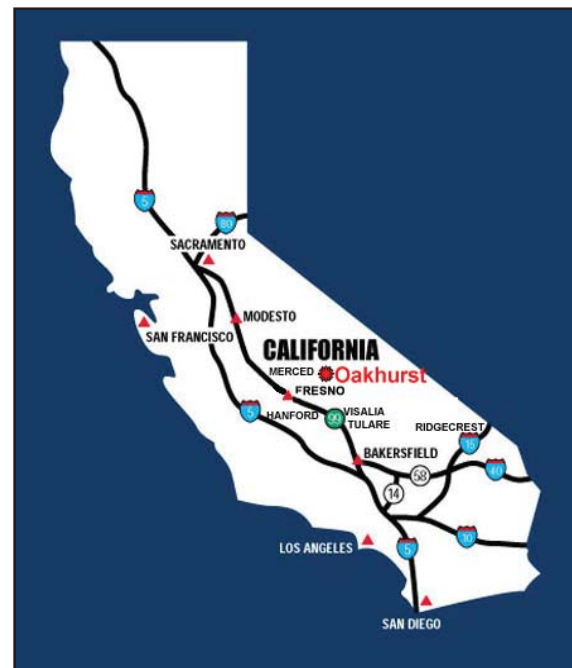 5
80
SACRAMENTO
MODESTO
SAN FRANCISCO
CALIFORNIA
MERCED
Oakhurst
FRESNO
5
HANFORD
99
VISALIA
TULARE
RIDGECREST
15
BAKERSFIELD
58
40
14
LOS ANGELES
5
10
SAN DIEGO